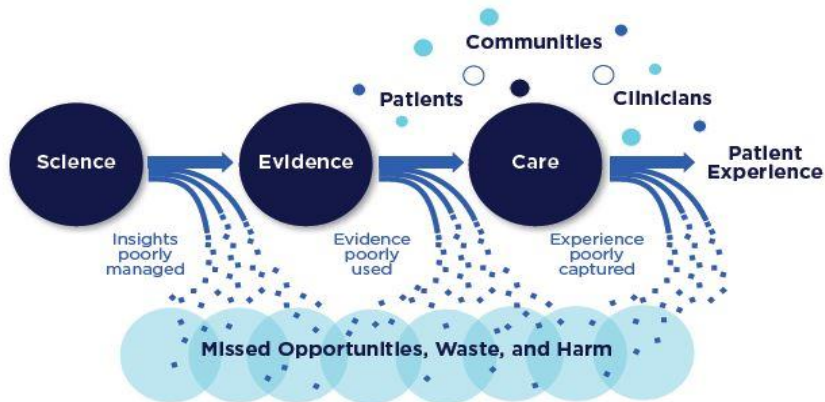 Communities
Patients
Clinicians
Science
Evidence
Care
Patient
Experience
Insights
poorly
managed
Evidence
poorly
used
Experience
poorly
captured
Missed Opportunities, Waste, and Harm